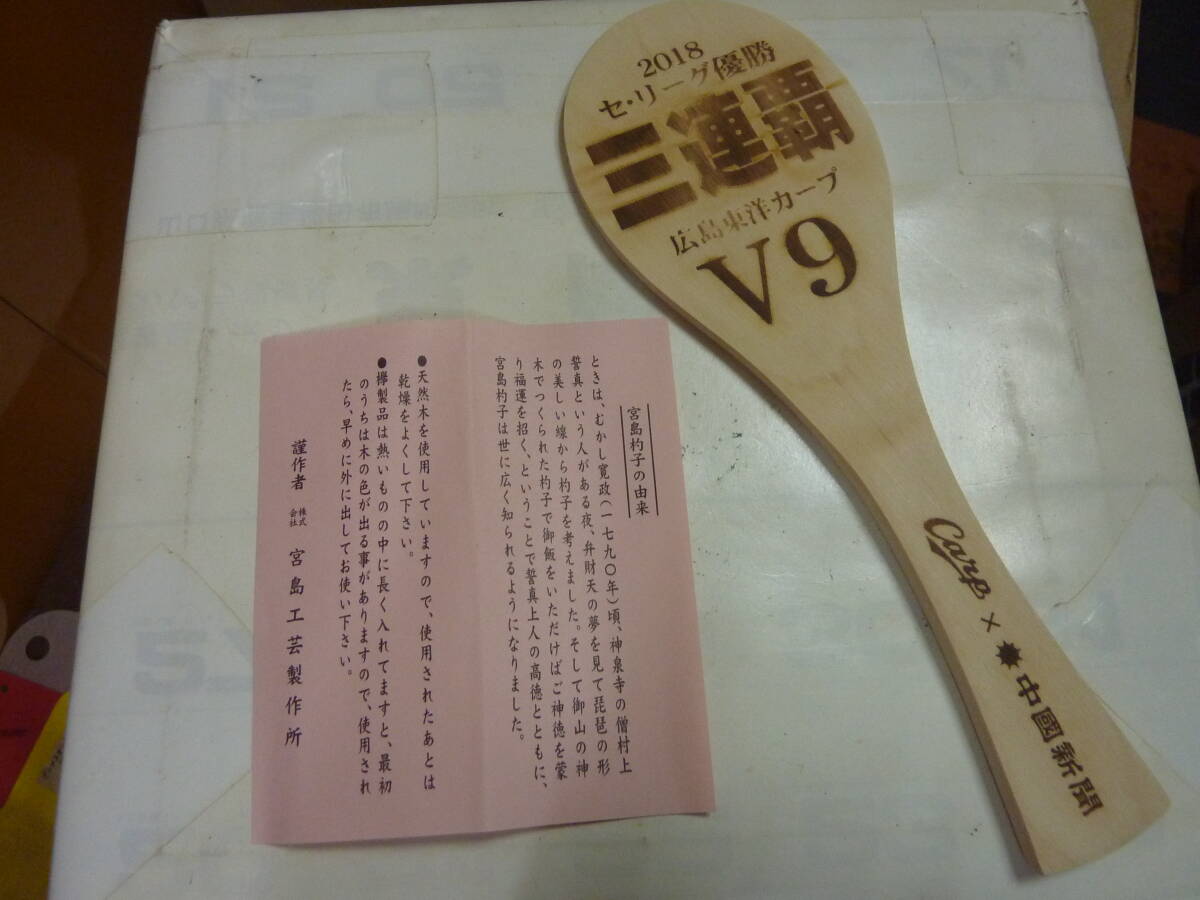 2018
セ・リーグ優勝
三連覇
広島東洋カープ
V9
Carp × 中國新聞
宮島杓子の由来
ときは、むかし寛政(一七九〇年)頃、神泉寺の僧村上
誓真という人がある夜、弁財天の夢を見て琵琶の形
の美しい線から杓子を考えました。そして御山の神
木でつくられた杓子で御飯をいただけばご神徳を蒙
り福運を招く、ということで誓真上人の高徳とともに、
宮島杓子は世に広く知られるようになりました。
●天然木を使用していますので、使用されたあとは
乾燥をよくして下さい。
●欅製品は熱いものの中に長く入れてますと、最初
のうちは木の色が出る事がありますので、使用され
たら、早めに外に出してお使い下さい。
謹作者 株式会社 宮島工芸製作所